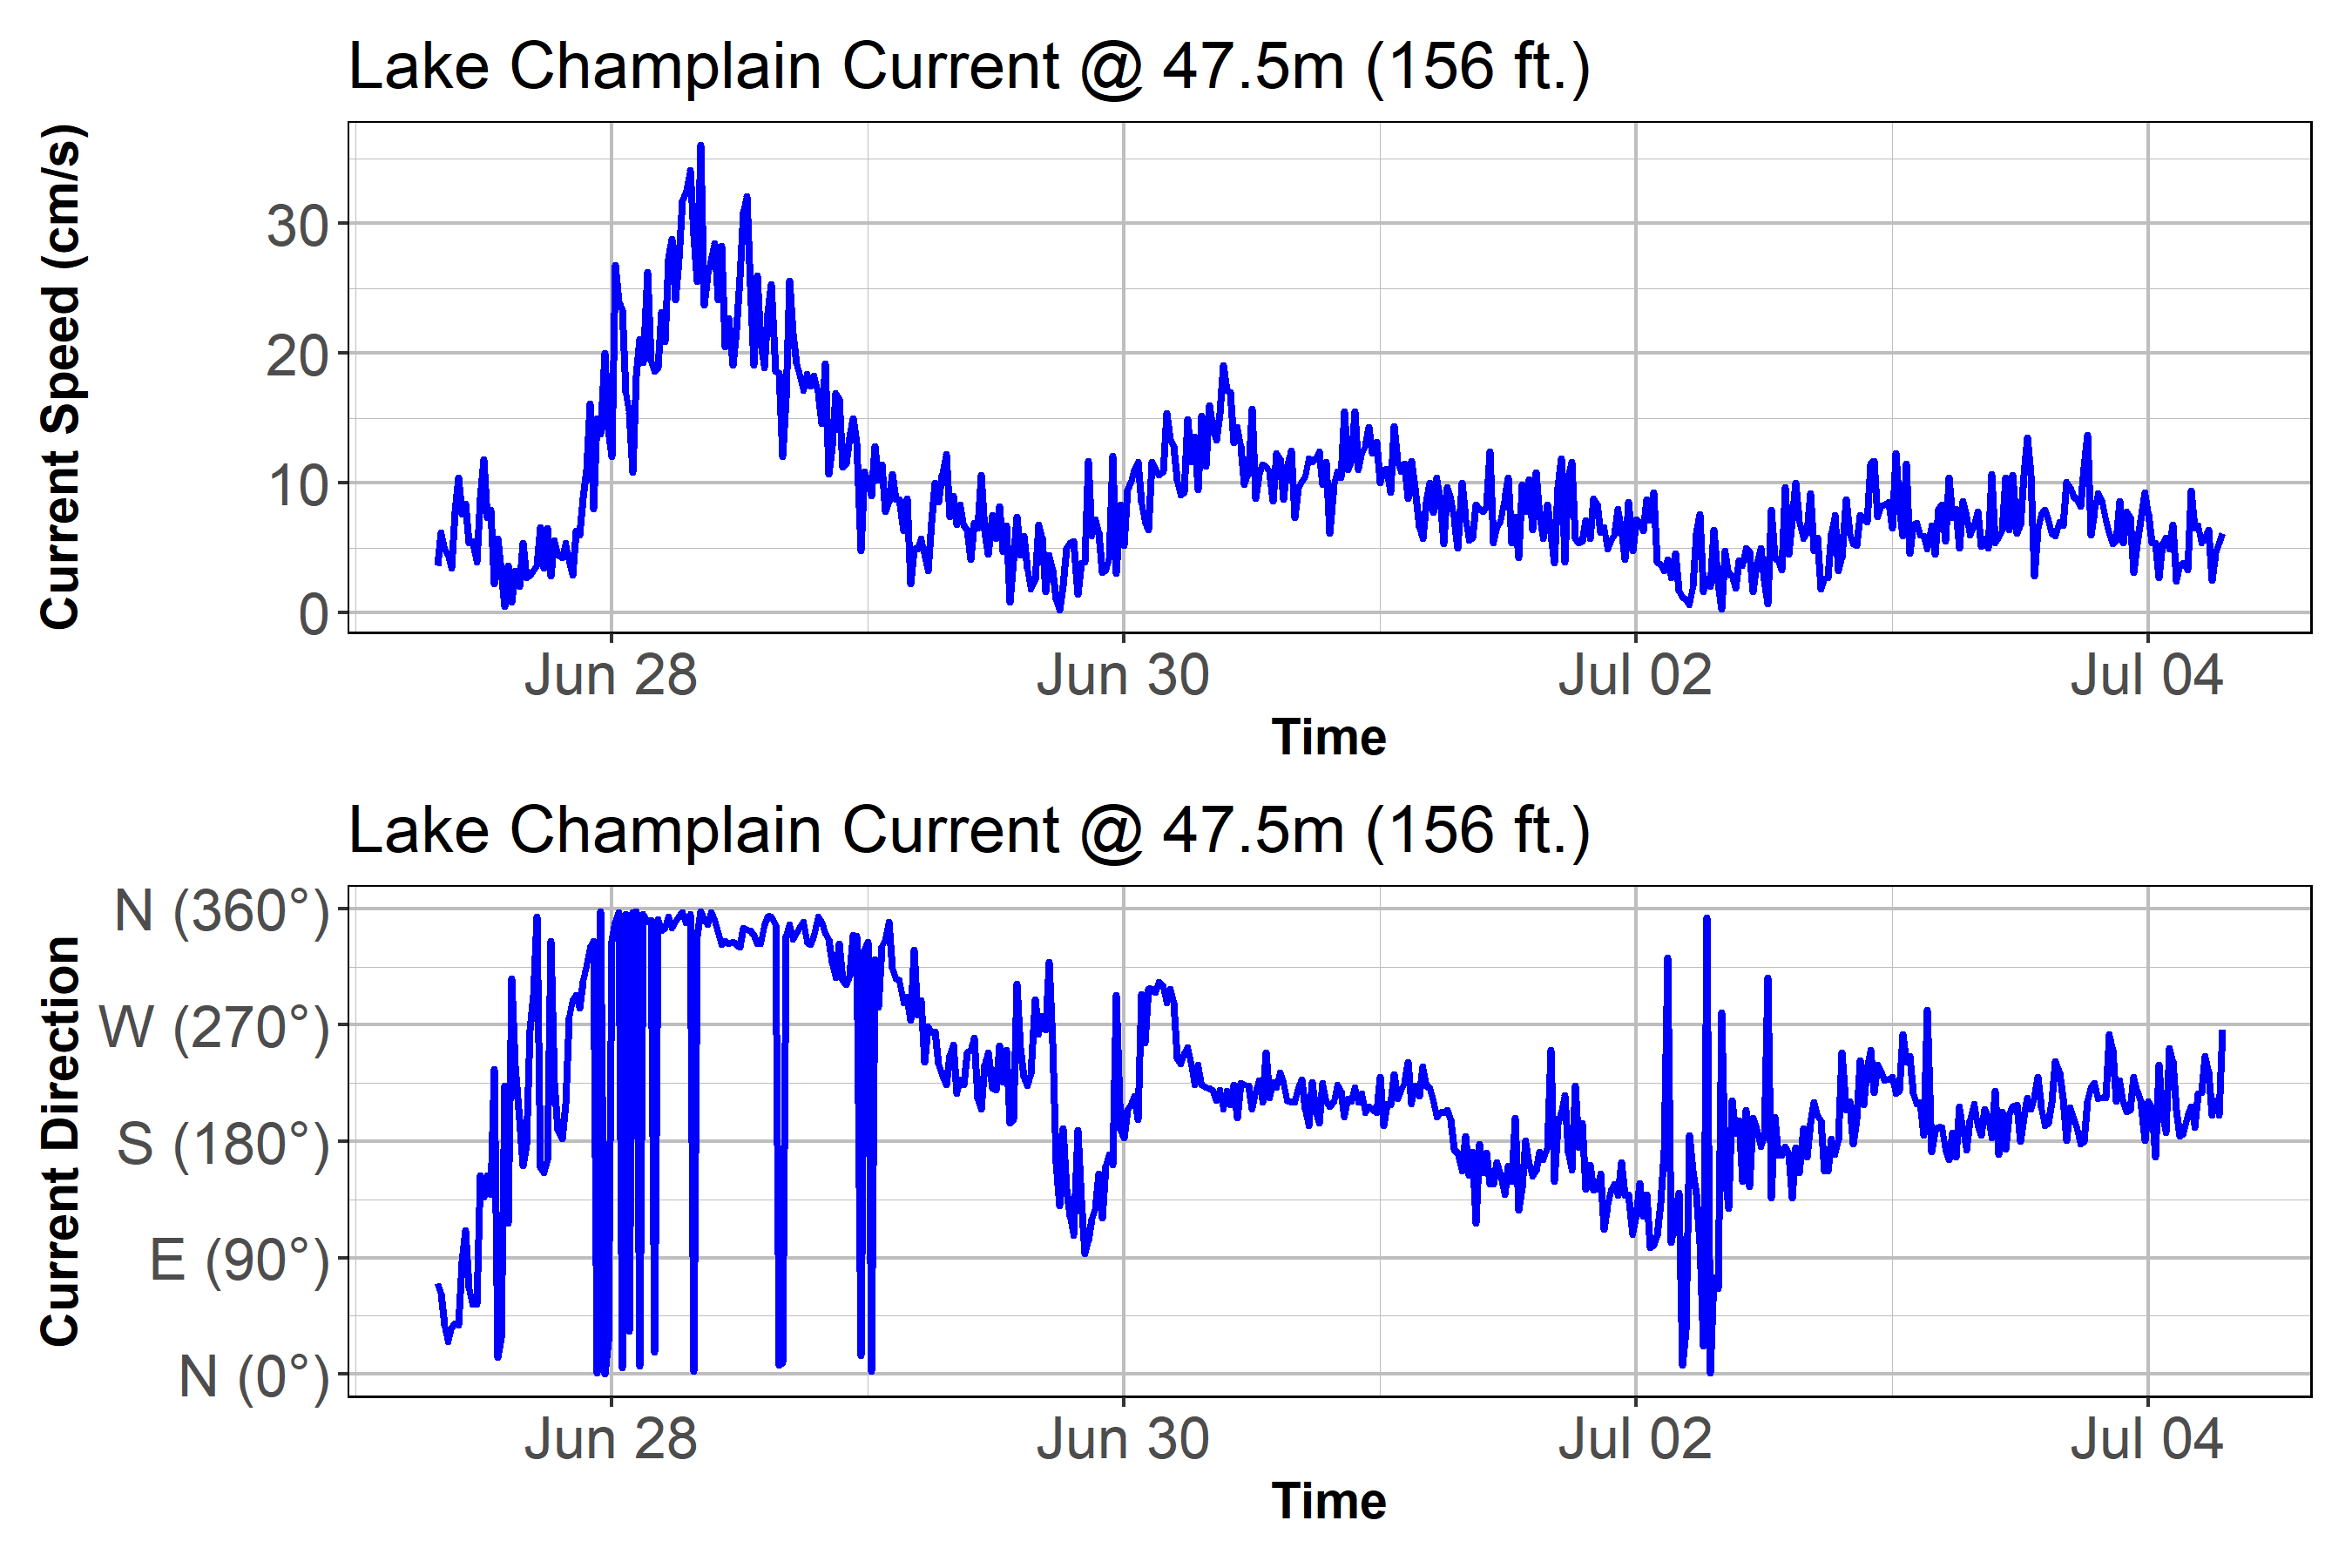 Lake Champlain Current @ 47.5m (156 ft.)
Current Speed (cm/s)
30
20
10
0
Jun 28 Jun 30 Jul 02 Jul 04
Time
Lake Champlain Current @ 47.5m (156 ft.)
Current Direction
N (360°)
W (270°)
S (180°)
E (90°)
N (0°)
Jun 28 Jun 30 Jul 02 Jul 04
Time